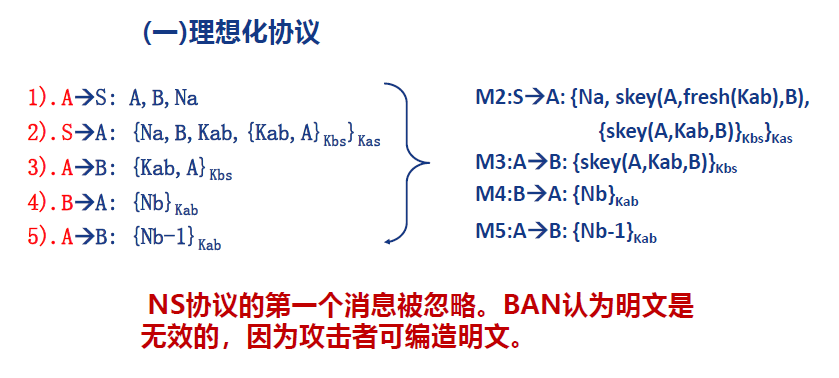 (一)理想化协议
1). A→S: A, B, Na
2). S→A: {Na, B, Kab, {Kab, A}Kbs}Kas
3). A→B: {Kab, A}Kbs
4). B→A: {Nb}Kab
5). A→B: {Nb-1}Kab
M2:S→A: {Na, skey(A,fresh(Kab),B),
{skey(A,Kab,B)}Kbs}Kas
M3:A→B: {skey(A,Kab,B)}Kbs
M4:B→A: {Nb}Kab
M5:A→B: {Nb-1}Kab
NS协议的第一个消息被忽略。BAN认为明文是
无效的，因为攻击者可编造明文。